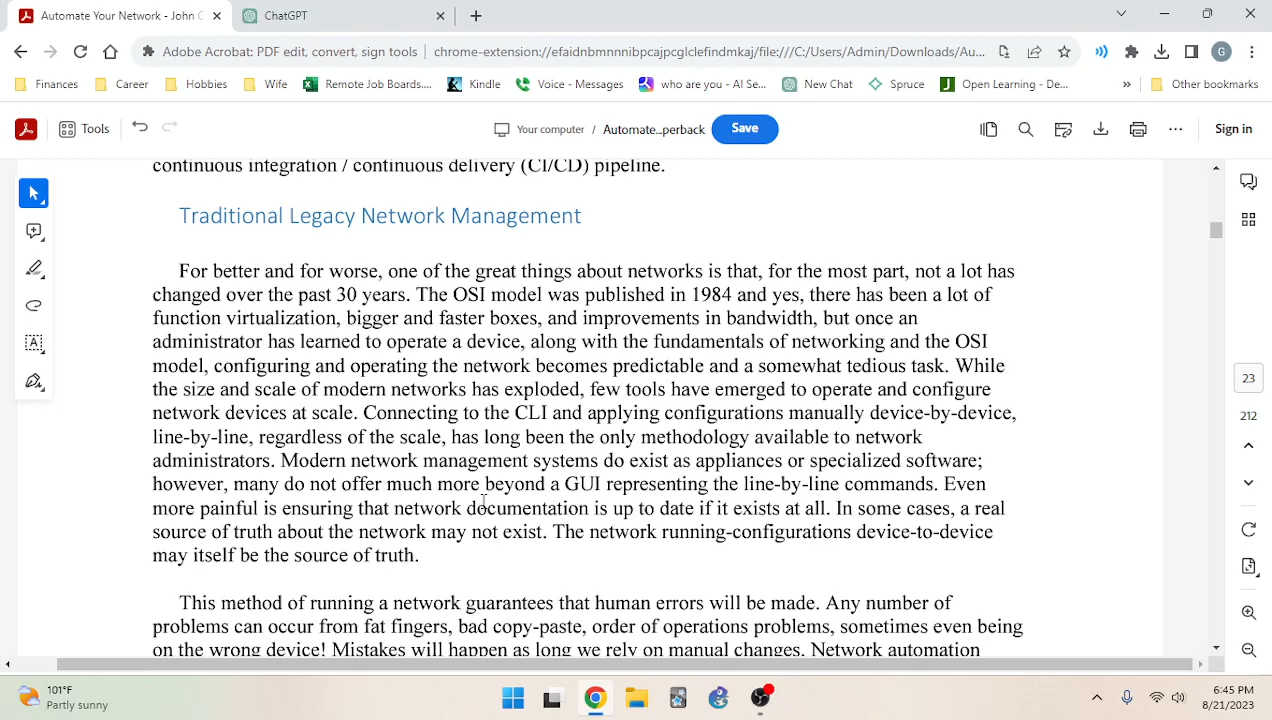 Automate Your Network - John C
ChatGPT
Adobe Acrobat: PDF edit, convert, sign tools
chrome-extension://efaidnbmnnnibpcajpcglclefindmkaj/file:///C:/Users/Admin/Downloads/Au...
G
Finances
Career
Hobbies
Wife
Remote Job Boards....
Kindle
Voice - Messages
who are you - AI Se...
New Chat
Spruce
Open Learning - De...
»
Other bookmarks
Tools
Your computer / Automate...perback
Save
Sign in
continuous integration / continuous delivery (CI/CD) pipeline.
Traditional Legacy Network Management
For better and for worse, one of the great things about networks is that, for the most part, not a lot has
changed over the past 30 years. The OSI model was published in 1984 and yes, there has been a lot of
function virtualization, bigger and faster boxes, and improvements in bandwidth, but once an
administrator has learned to operate a device, along with the fundamentals of networking and the OSI
model, configuring and operating the network becomes predictable and a somewhat tedious task. While
the size and scale of modern networks has exploded, few tools have emerged to operate and configure
network devices at scale. Connecting to the CLI and applying configurations manually device-by-device,
line-by-line, regardless of the scale, has long been the only methodology available to network
administrators. Modern network management systems do exist as appliances or specialized software;
however, many do not offer much more beyond a GUI representing the line-by-line commands. Even
more painful is ensuring that network documentation is up to date if it exists at all. In some cases, a real
source of truth about the network may not exist. The network running-configurations device-to-device
may itself be the source of truth.
This method of running a network guarantees that human errors will be made. Any number of
problems can occur from fat fingers, bad copy-paste, order of operations problems, sometimes even being
on the wrong device! Mistakes will happen as long we rely on manual changes. Network automation
23
212
101°F
Partly sunny
6:45 PM
8/21/2023